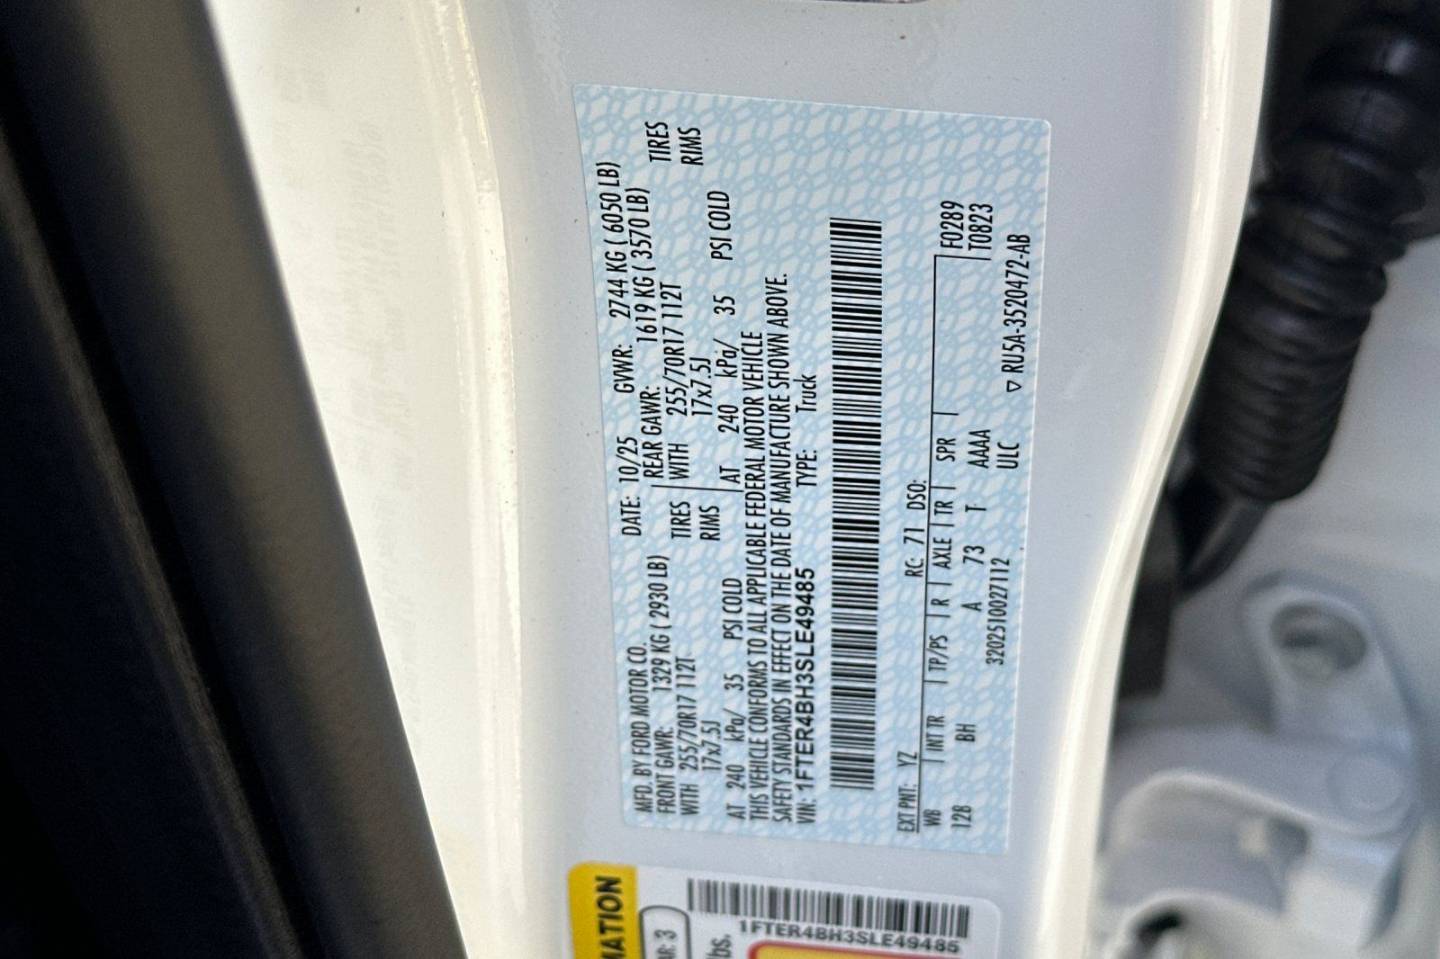 MFD. BY FORD MOTOR CO.
DATE: 10/25 GVWR: 2744 KG ( 6050 LB)
FRONT GAWR: 1329 KG ( 2930 LB)
REAR GAWR: 1619 KG ( 3570 LB)
WITH 255/70R17 112T TIRES
WITH 255/70R17 112T TIRES
17x7.5J RIMS
17x7.5J RIMS
AT 240 kPa/ 35 PSI COLD
AT 240 kPa/ 35 PSI COLD
THIS VEHICLE CONFORMS TO ALL APPLICABLE FEDERAL MOTOR VEHICLE
SAFETY STANDARDS IN EFFECT ON THE DATE OF MANUFACTURE SHOWN ABOVE.
VIN: 1FTER4BH3SLE49485 TYPE: Truck
EXT PNT: YZ RC: 71 DSO:
WB INT TR TP/PS R AXLE TR SPR F0289
12B BH A 73 T AAAA T0823
3202510027112 ULC
▽ RU5A-3520472-AB
1FTER4BH3SLE49485